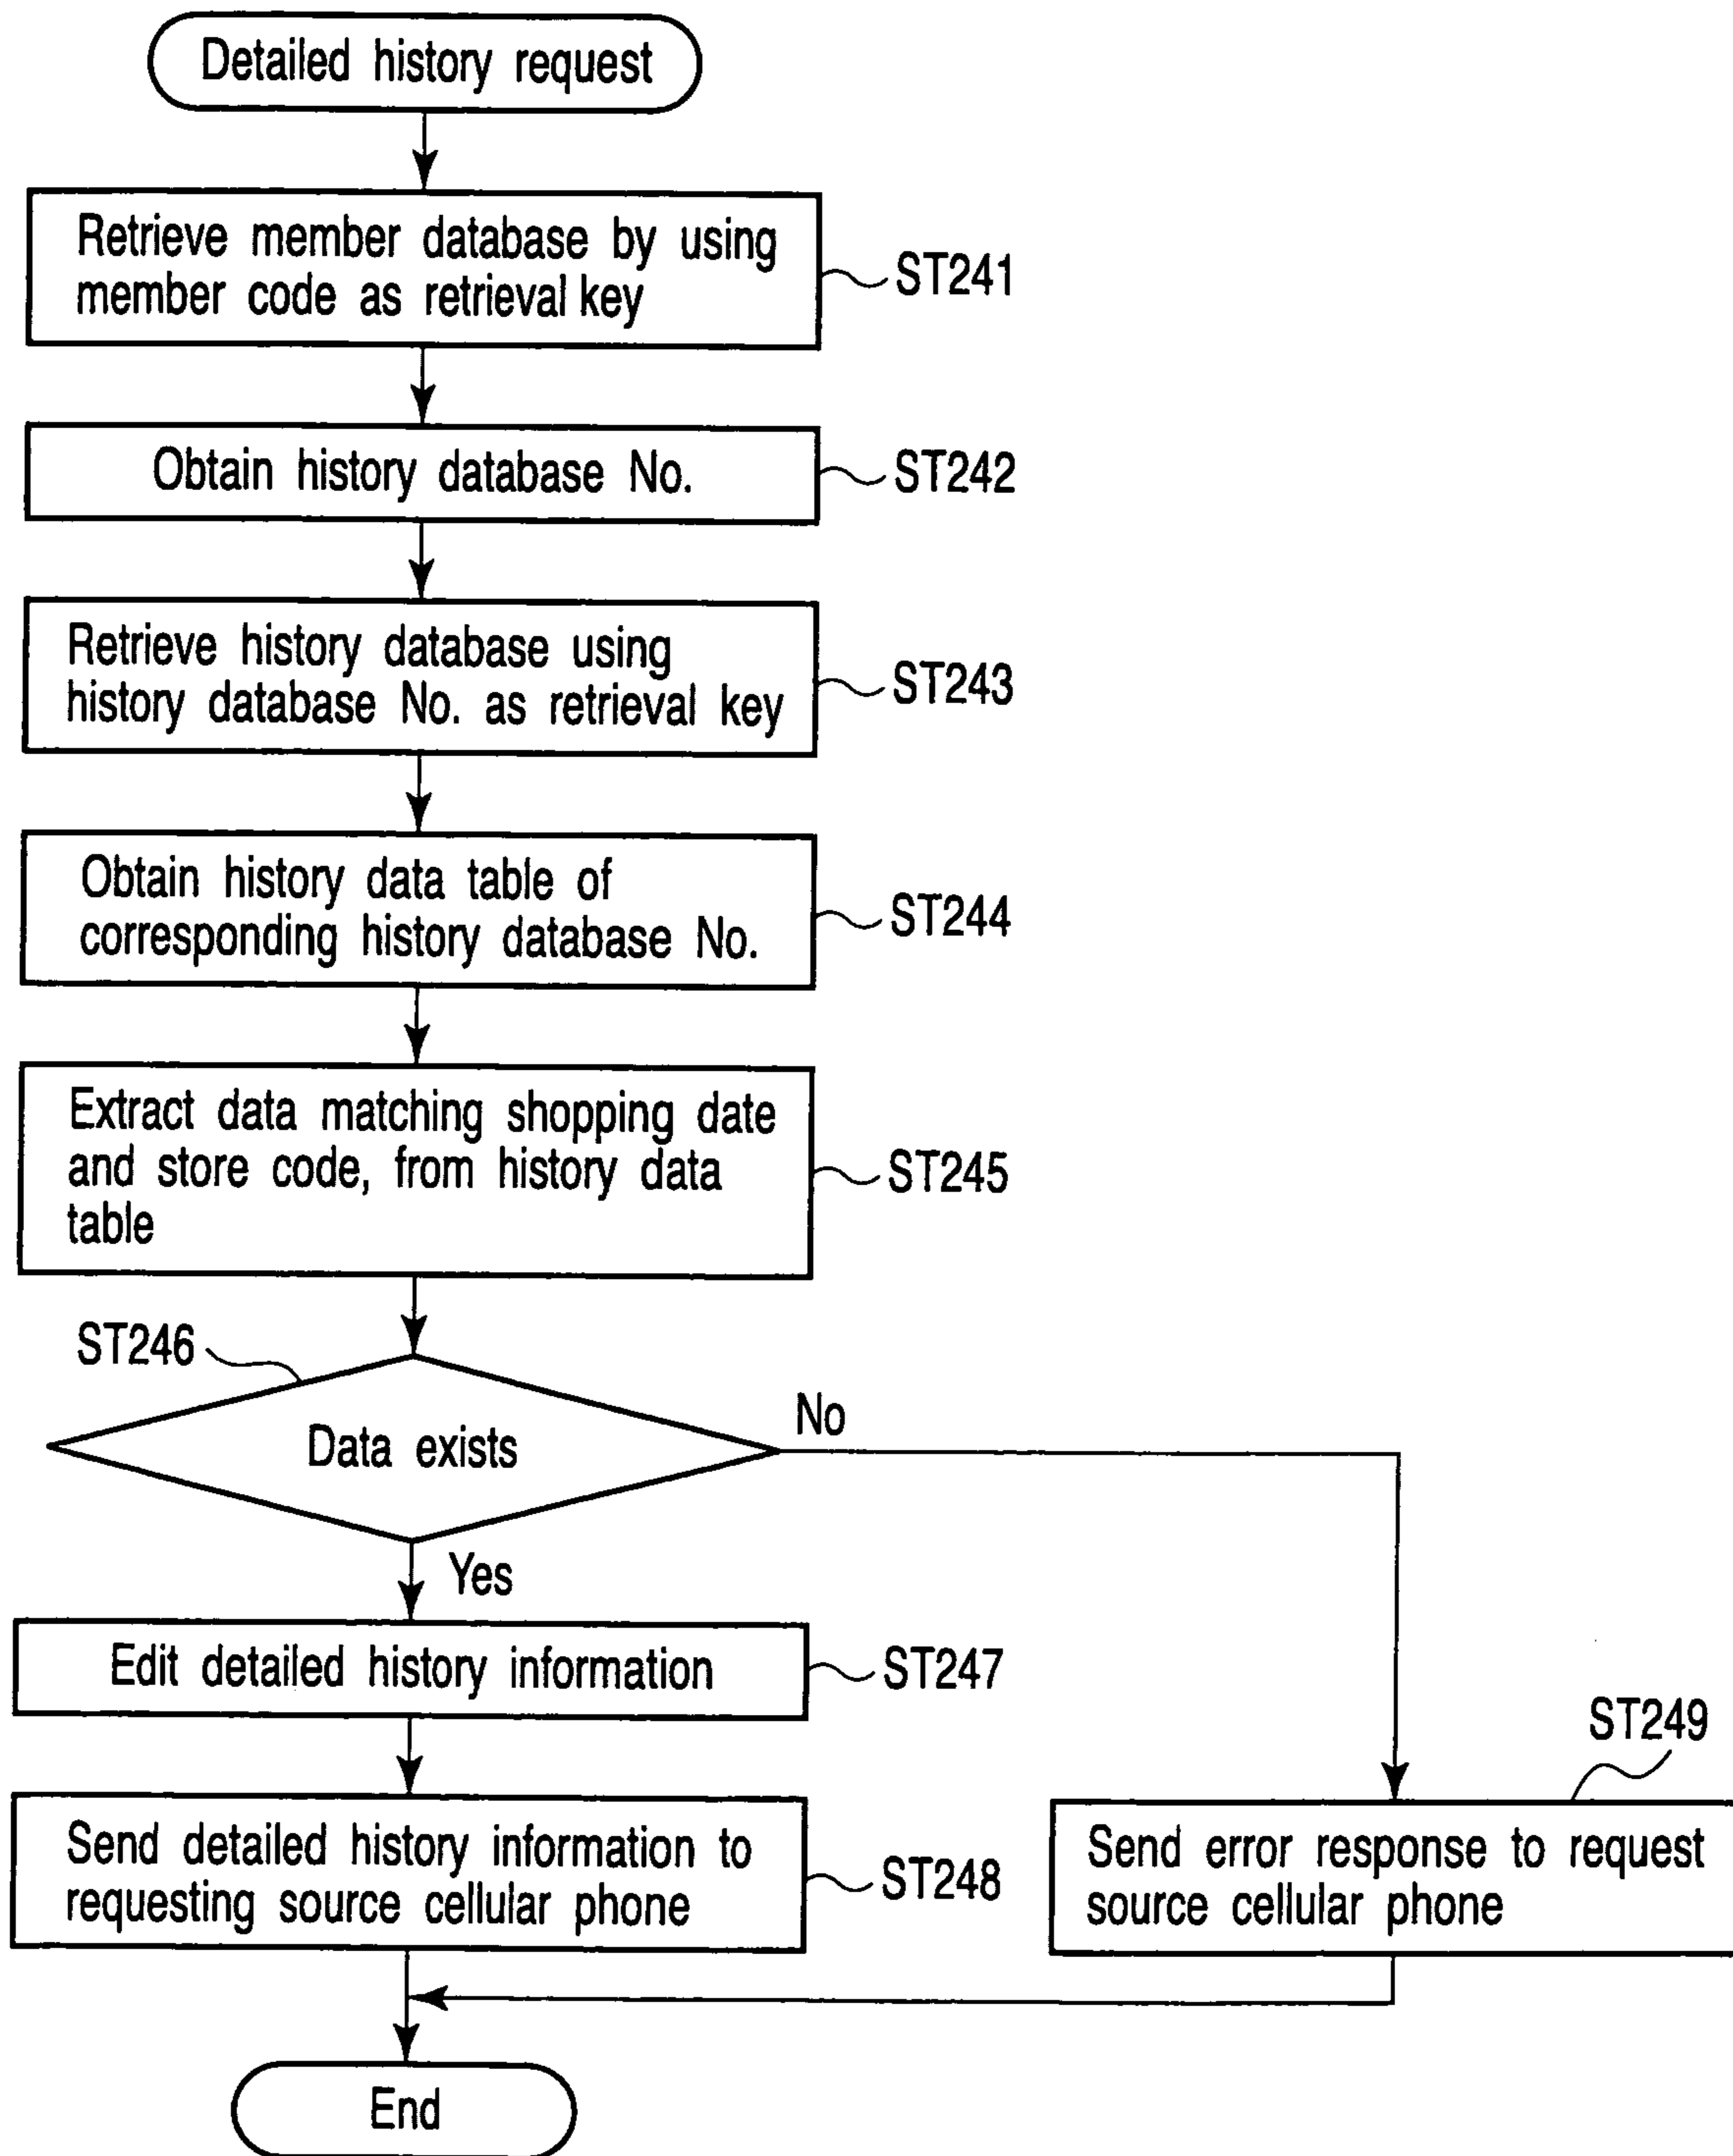 Detailed history request
Retrieve member database by using
member code as retrieval key
ST241
Obtain history database No.
ST242
Retrieve history database using
history database No. as retrieval key
ST243
Obtain history data table of
corresponding history database No.
ST244
Extract data matching shopping date
and store code, from history data
table
ST245
ST246
Data exists
No
Yes
Edit detailed history information
ST247
Send detailed history information to
requesting source cellular phone
ST248
ST249
Send error response to request
source cellular phone
End